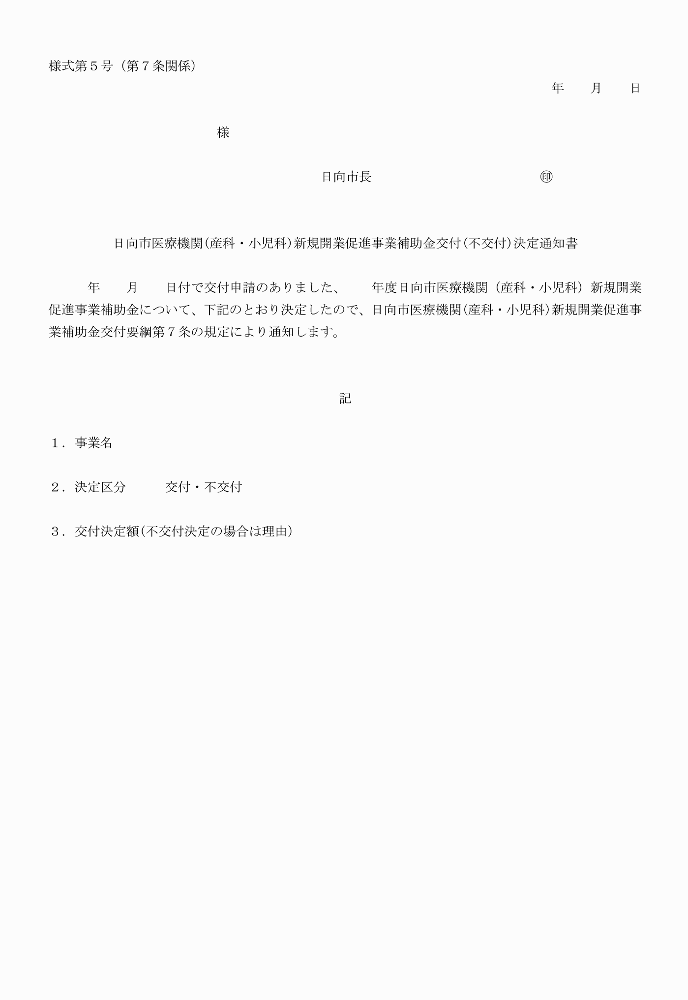 様式第５号（第７条関係）
年　　月　　日
様
日向市長　　　　　　　　　　　　　㊞
日向市医療機関(産科・小児科)新規開業促進事業補助金交付(不交付)決定通知書
年　　月　　日付で交付申請のありました、　　年度日向市医療機関（産科・小児科）新規開業
促進事業補助金について、下記のとおり決定したので、日向市医療機関(産科・小児科)新規開業促進事
業補助金交付要綱第７条の規定により通知します。
記
１．事業名
２．決定区分　　　交付・不交付
３．交付決定額(不交付決定の場合は理由)